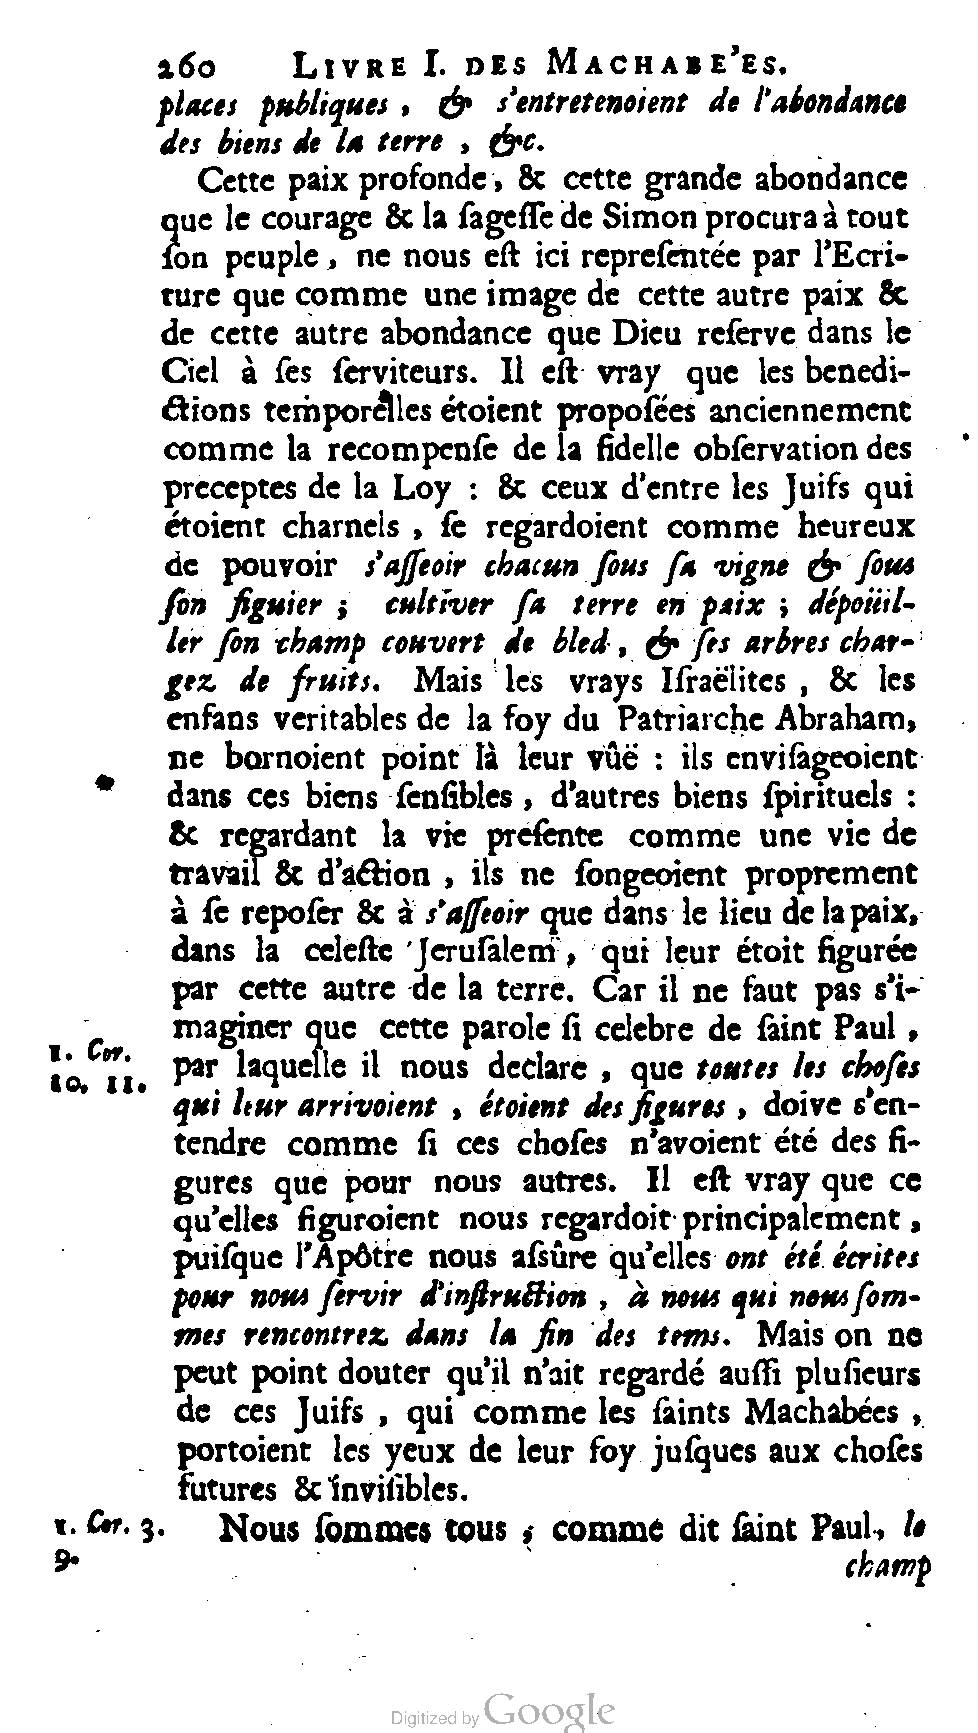 260 LIVRE I. DES MACHABE'ES.
places publiques, & s'entretenoient de l'abondance
des biens de la terre, &c.
Cette paix profonde, & cette grande abondance
que le courage & la ſageſſe de Simon procura à tout
ſon peuple, ne nous eſt ici repreſentée par l'Ecri-
ture que comme une image de cette autre paix &
de cette autre abondance que Dieu reſerve dans le
Ciel à ſes ſerviteurs. Il eſt vray que les benedi-
ctions temporelles étoient propoſées anciennement
comme la recompenſe de la fidelle obſervation des
preceptes de la Loy : & ceux d'entre les Juifs qui
étoient charnels, ſe regardoient comme heureux
de pouvoir s'aſſeoir chacun ſous ſa vigne & ſous
ſon figuier ; cultiver ſa terre en paix ; dépoüil-
ler ſon champ couvert de bled, & ſes arbres char-
gez de fruits. Mais les vrays Iſraëlites, & les
enfans veritables de la foy du Patriarche Abraham,
ne bornoient point là leur vûë : ils enviſageoient
dans ces biens ſenſibles, d'autres biens ſpirituels :
& regardant la vie preſente comme une vie de
travail & d'action, ils ne ſongeoient proprement
à ſe repoſer & à s'aſſeoir que dans le lieu de la paix,
dans la celeſte Jeruſalem, qui leur étoit figurée
par cette autre de la terre. Car il ne faut pas s'i-
maginer que cette parole ſi celebre de ſaint Paul,
1. Cor.
10. 11.
par laquelle il nous declare, que toutes les choſes
qui leur arrivoient, étoient des figures, doive s'en-
tendre comme ſi ces choſes n'avoient été des fi-
gures que pour nous autres. Il eſt vray que ce
qu'elles figuroient nous regardoit principalement,
puiſque l'Apôtre nous aſsûre qu'elles ont été écrites
pour nous ſervir d'inſtruction, à nous qui nous ſom-
mes rencontrez dans la fin des tems. Mais on ne
peut point douter qu'il n'ait regardé auſſi pluſieurs
de ces Juifs, qui comme les ſaints Machabées,
portoient les yeux de leur foy juſques aux choſes
futures & inviſibles.
1. Cor. 3.
9.
Nous ſommes tous, comme dit ſaint Paul, le
champ
Digitized by Google